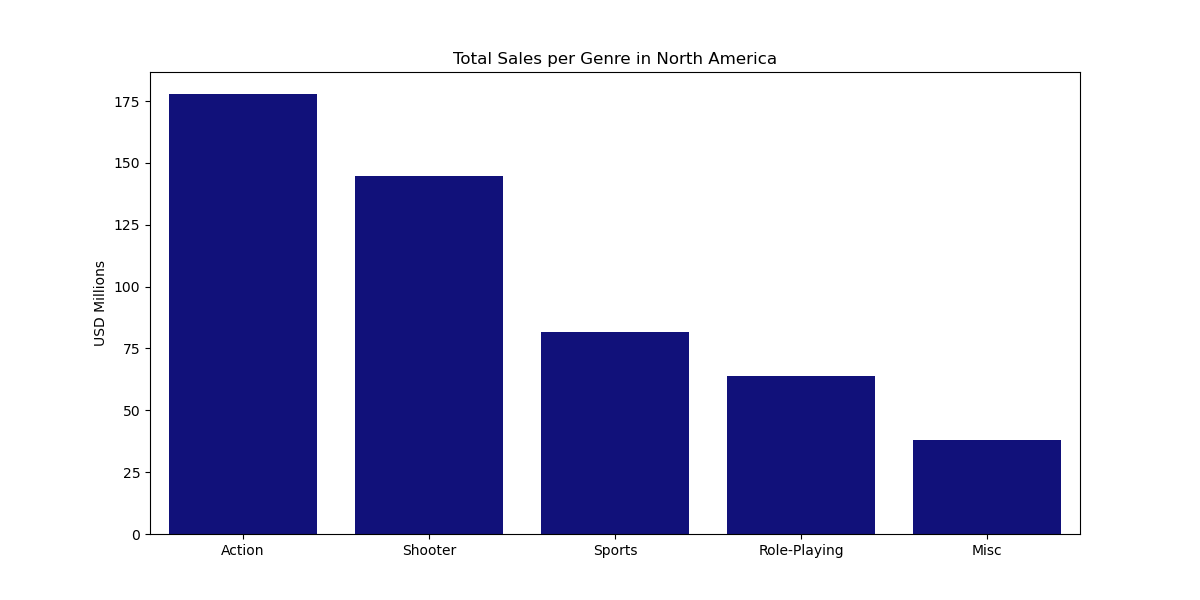 Total Sales per Genre in North America
USD Millions
175
150
125
100
75
50
25
0
Action Shooter Sports Role-Playing Misc